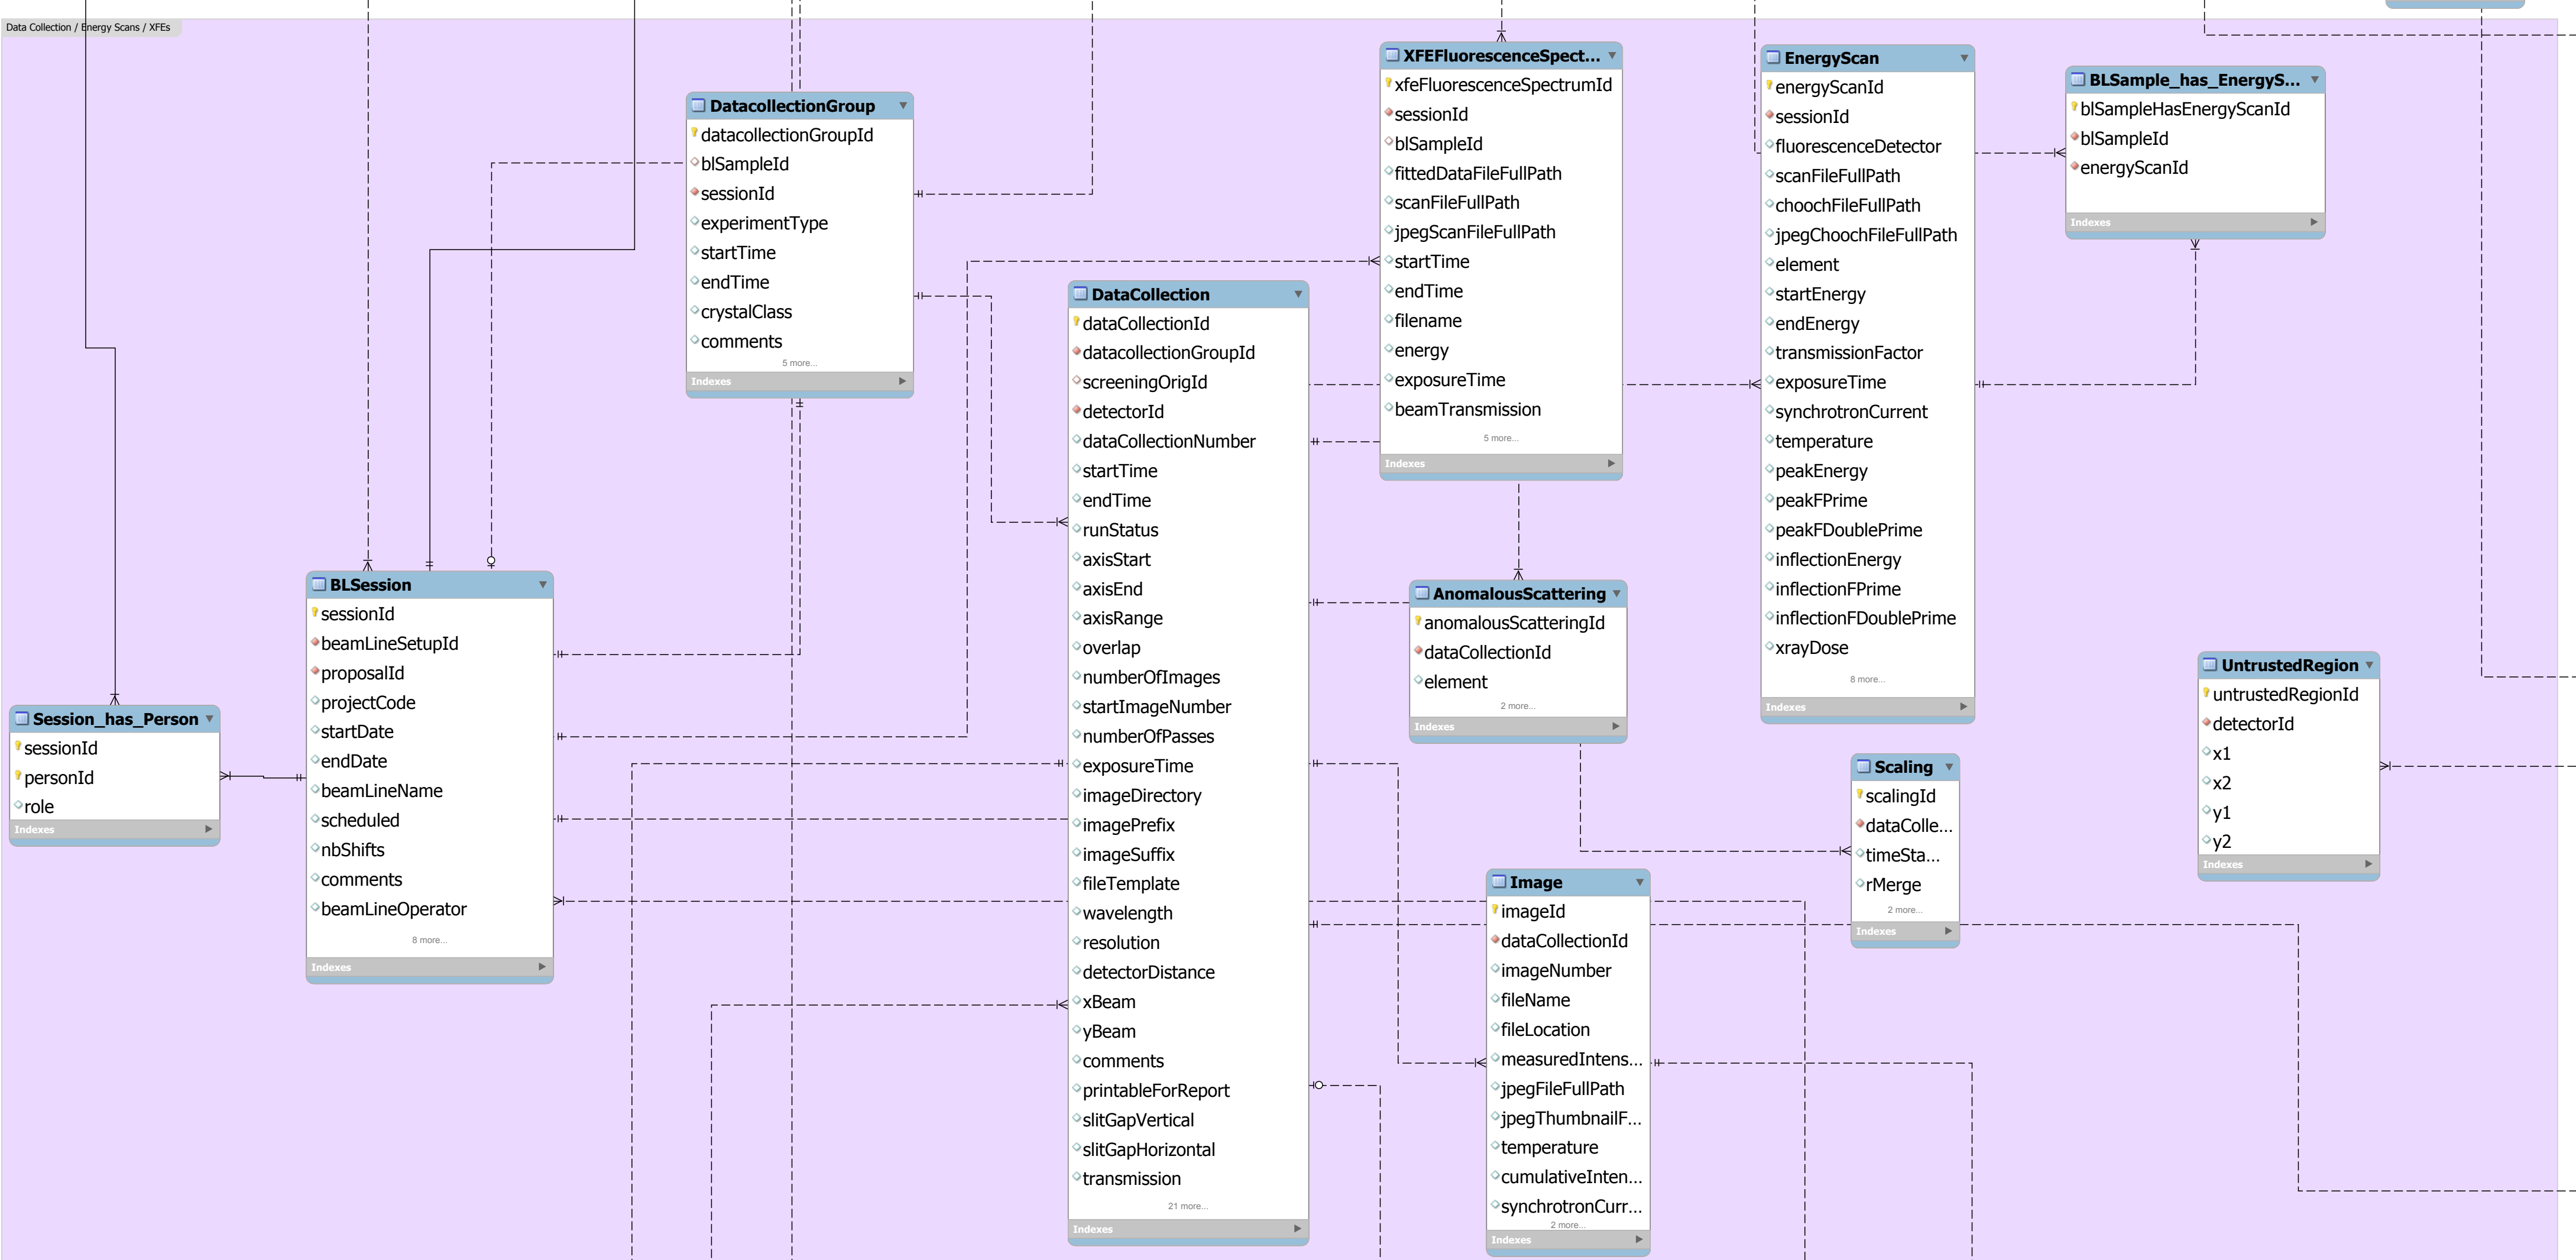 Data Collection / Energy Scans / XFEs
DatacollectionGroup
datacollectionGroupId
blSampleId
sessionId
experimentType
startTime
endTime
crystalClass
comments
5 more...
Indexes
XFEFluorescenceSpect...
xfeFluorescenceSpectrumId
sessionId
blSampleId
fittedDataFileFullPath
scanFileFullPath
jpegScanFileFullPath
startTime
endTime
filename
energy
exposureTime
beamTransmission
5 more...
Indexes
EnergyScan
energyScanId
sessionId
fluorescenceDetector
scanFileFullPath
choochFileFullPath
jpegChoochFileFullPath
element
startEnergy
endEnergy
transmissionFactor
exposureTime
synchrotronCurrent
temperature
peakEnergy
peakFPrime
peakFDoublePrime
inflectionEnergy
inflectionFPrime
inflectionFDoublePrime
xrayDose
8 more...
Indexes
BLSample_has_EnergyS...
blSampleHasEnergyScanId
blSampleId
energyScanId
Indexes
DataCollection
dataCollectionId
datacollectionGroupId
screeningOrigId
detectorId
dataCollectionNumber
startTime
endTime
runStatus
axisStart
axisEnd
axisRange
overlap
numberOfImages
startImageNumber
numberOfPasses
exposureTime
imageDirectory
imagePrefix
imageSuffix
fileTemplate
wavelength
resolution
detectorDistance
xBeam
yBeam
comments
printableForReport
slitGapVertical
slitGapHorizontal
transmission
21 more...
Indexes
BLSession
sessionId
beamLineSetupId
proposalId
projectCode
startDate
endDate
beamLineName
scheduled
nbShifts
comments
beamLineOperator
8 more...
Indexes
Session_has_Person
sessionId
personId
role
Indexes
AnomalousScattering
anomalousScatteringId
dataCollectionId
element
2 more...
Indexes
UntrustedRegion
untrustedRegionId
detectorId
x1
x2
y1
y2
Indexes
Scaling
scalingId
dataColle...
timeSta...
rMerge
2 more...
Indexes
Image
imageId
dataCollectionId
imageNumber
fileName
fileLocation
measuredIntens...
jpegFileFullPath
jpegThumbnailF...
temperature
cumulativeInten...
synchrotronCurr...
2 more...
Indexes